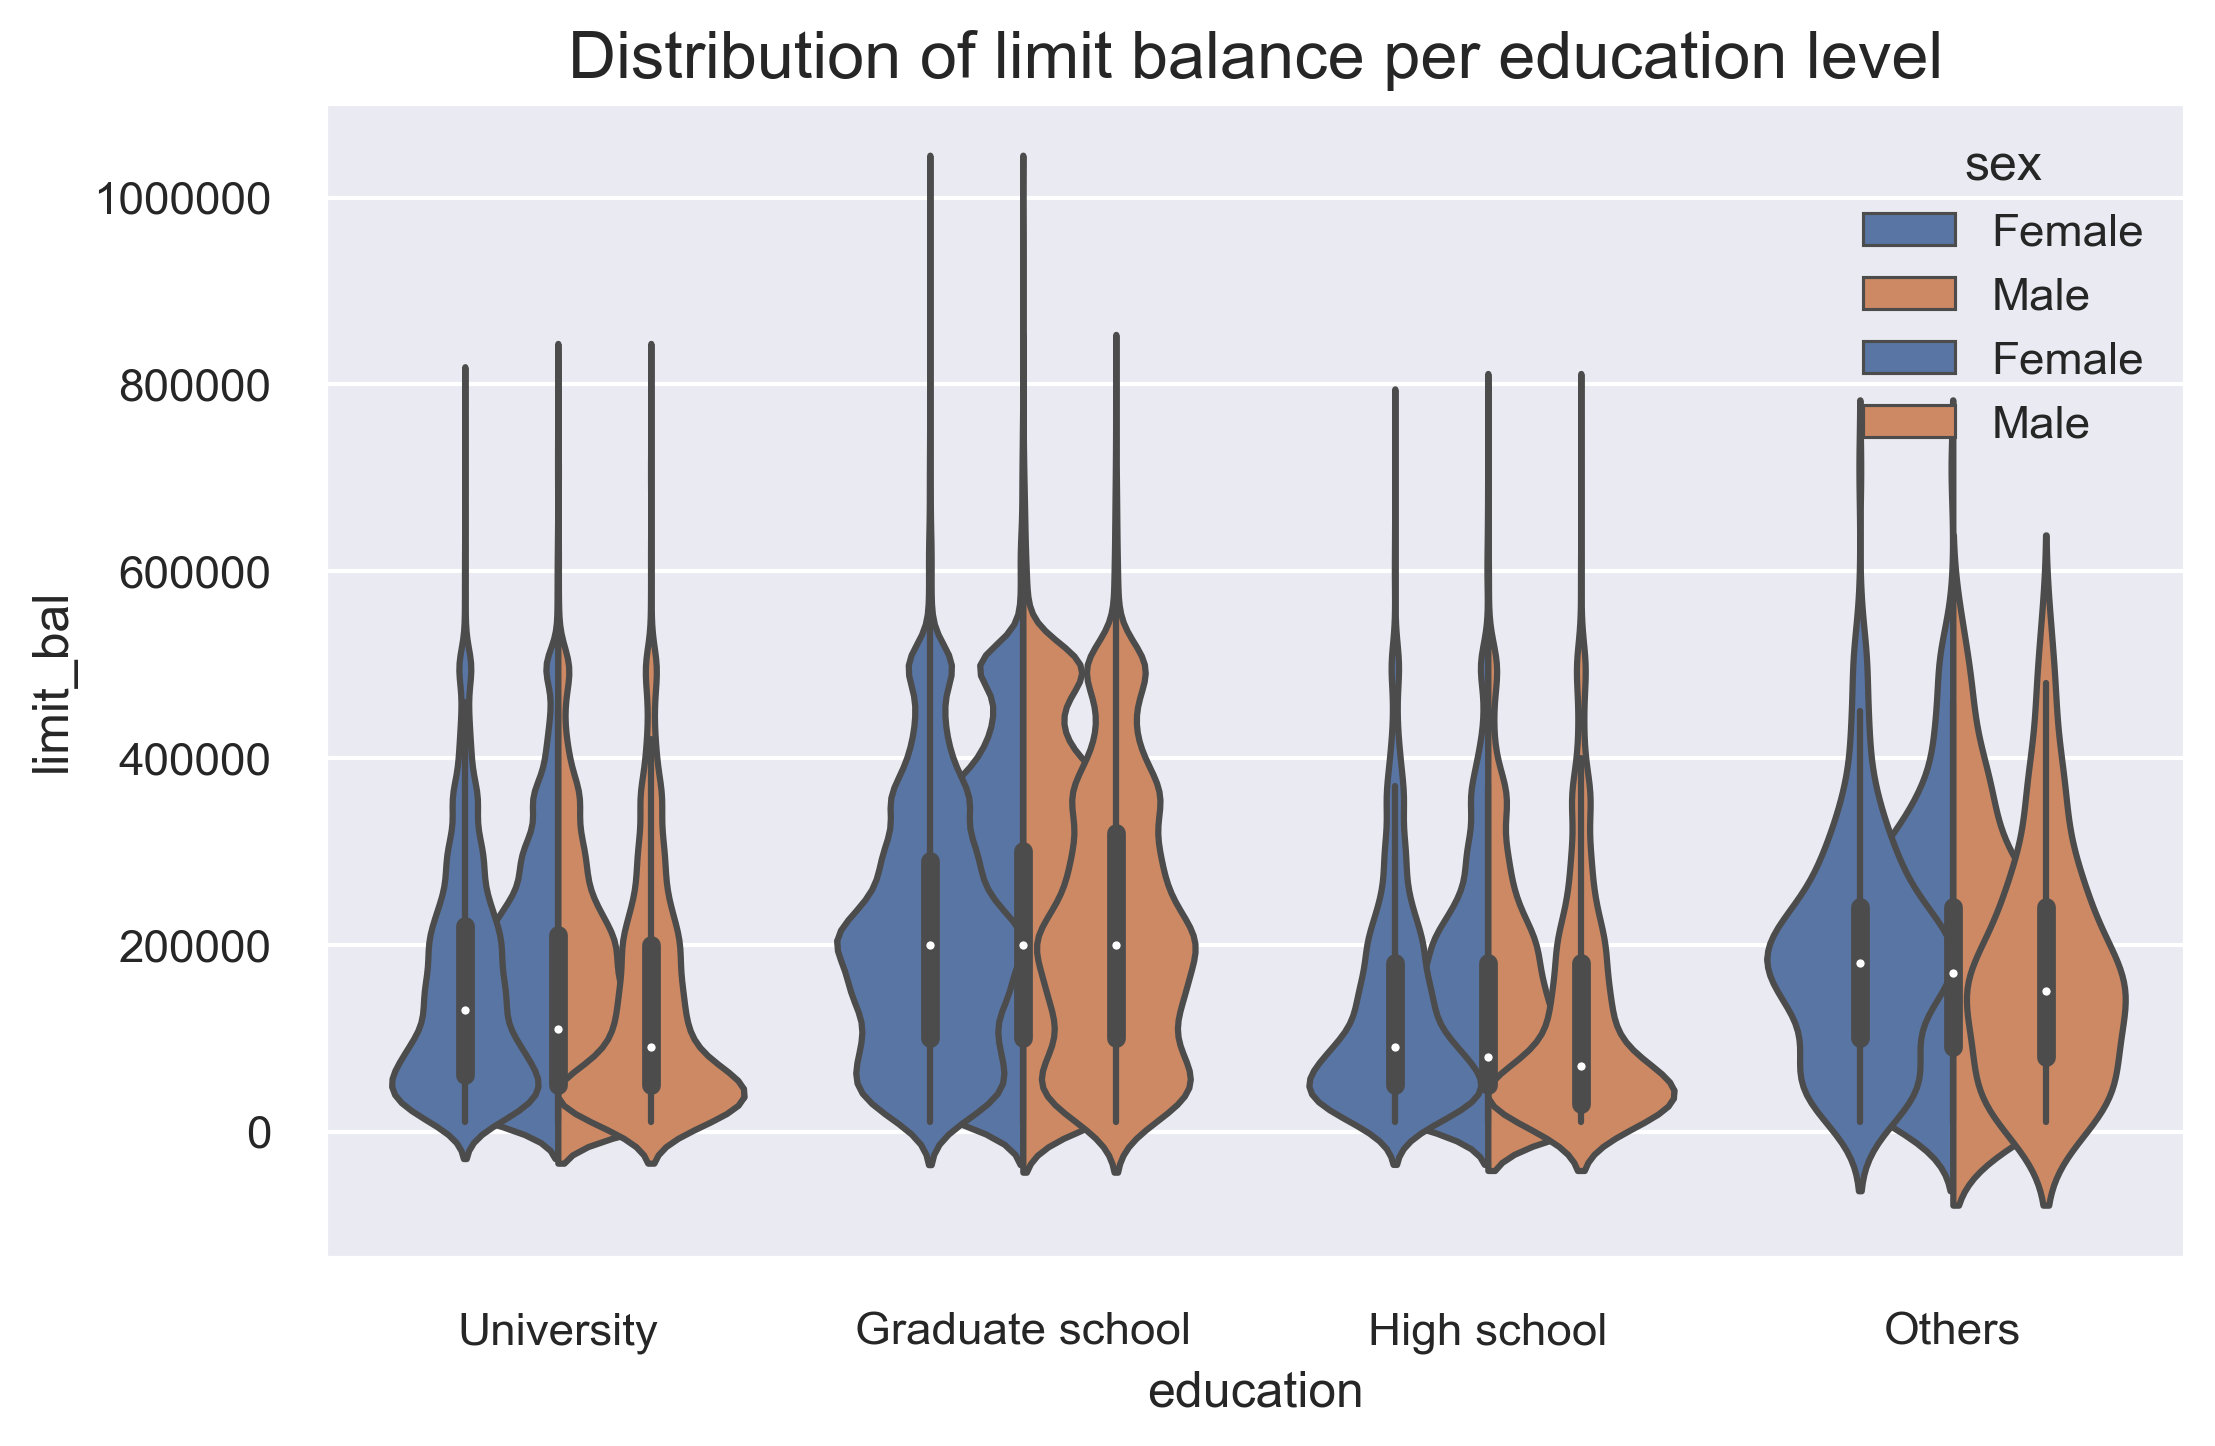 Distribution of limit balance per education level
sex
Female
Male
Female
Male
1000000
800000
600000
400000
200000
0
limit_bal
University
Graduate school
High school
Others
education